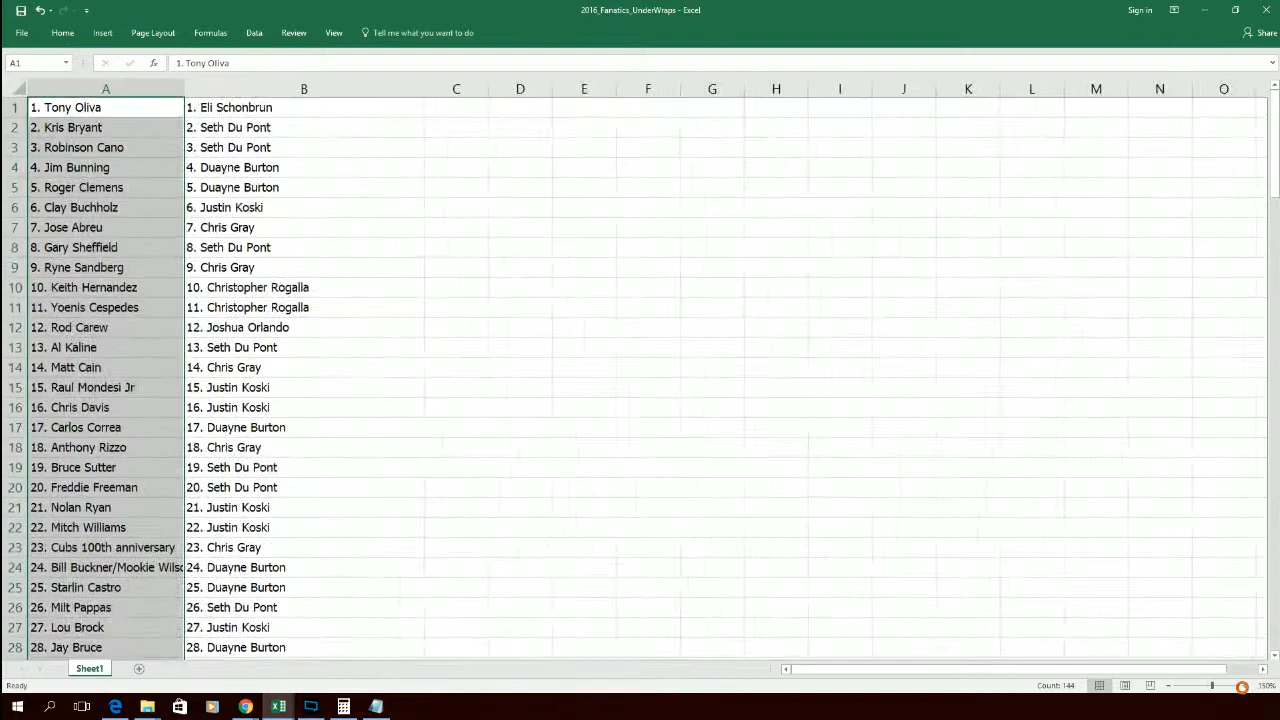 2016_Fanatics_UnderWraps - Excel
Sign in
File Home Insert Page Layout Formulas Data Review View Tell me what you want to do Share
A1 fx 1. Tony Oliva
A B C D E F G H I J K L M N O
1 1. Tony Oliva 1. Eli Schonbrun
2 2. Kris Bryant 2. Seth Du Pont
3 3. Robinson Cano 3. Seth Du Pont
4 4. Jim Bunning 4. Duayne Burton
5 5. Roger Clemens 5. Duayne Burton
6 6. Clay Buchholz 6. Justin Koski
7 7. Jose Abreu 7. Chris Gray
8 8. Gary Sheffield 8. Seth Du Pont
9 9. Ryne Sandberg 9. Chris Gray
10 10. Keith Hernandez 10. Christopher Rogalla
11 11. Yoenis Cespedes 11. Christopher Rogalla
12 12. Rod Carew 12. Joshua Orlando
13 13. Al Kaline 13. Seth Du Pont
14 14. Matt Cain 14. Chris Gray
15 15. Raul Mondesi Jr 15. Justin Koski
16 16. Chris Davis 16. Justin Koski
17 17. Carlos Correa 17. Duayne Burton
18 18. Anthony Rizzo 18. Chris Gray
19 19. Bruce Sutter 19. Seth Du Pont
20 20. Freddie Freeman 20. Seth Du Pont
21 21. Nolan Ryan 21. Justin Koski
22 22. Mitch Williams 22. Justin Koski
23 23. Cubs 100th anniversary 23. Chris Gray
24 24. Bill Buckner/Mookie Wilsc 24. Duayne Burton
25 25. Starlin Castro 25. Duayne Burton
26 26. Milt Pappas 26. Seth Du Pont
27 27. Lou Brock 27. Justin Koski
28 28. Jay Bruce 28. Duayne Burton
Sheet1
Ready Count: 144 150%